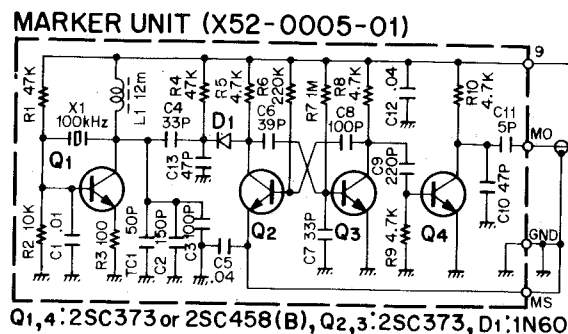 MARKER UNIT (X52-0005-01)
R1 47K
X1
100kHz
L1 12m
C4
33P
R4
47K
R5
4.7K
R6
220K
R7 1M
R8
4.7K
C12 .04
R10
4.7K
9
C11
5P
MO
Q1
D1
C6
39P
C8
100P
C13
47P
C9
220P
C10 47P
R2 10K
C1 .01
R3 100
TC1 50P
C2 150P
C3 100P
C5
.04
Q2
C7 33P
Q3
R9 4.7K
Q4
GND
MS
Q1,4:2SC373 or 2SC458(B), Q2,3:2SC373, D1:1N60